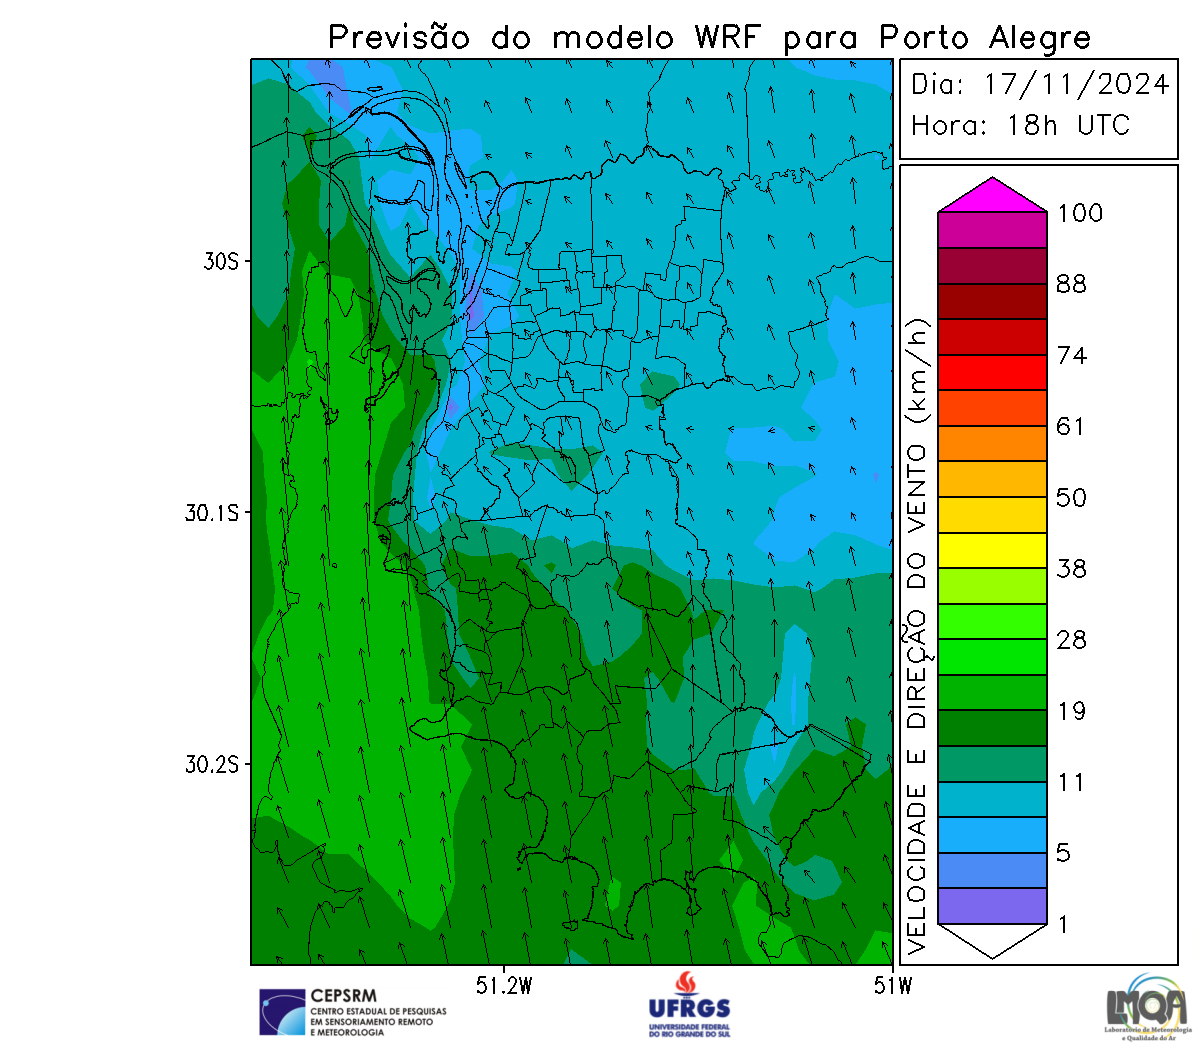 Previsão do modelo WRF para Porto Alegre
Dia: 17/11/2024
Hora: 18h UTC
VELOCIDADE E DIREÇÃO DO VENTO (km/h)
100
88
74
61
50
38
28
19
11
5
1
30S
30.1S
30.2S
51.2W
51W
CEPSRM
CENTRO ESTADUAL DE PESQUISAS
EM SENSORIAMENTO REMOTO
E METEOROLOGIA
UFRGS
UNIVERSIDADE FEDERAL
DO RIO GRANDE DO SUL
LMQA
Laboratório de Meteorologia
e Qualidade do Ar